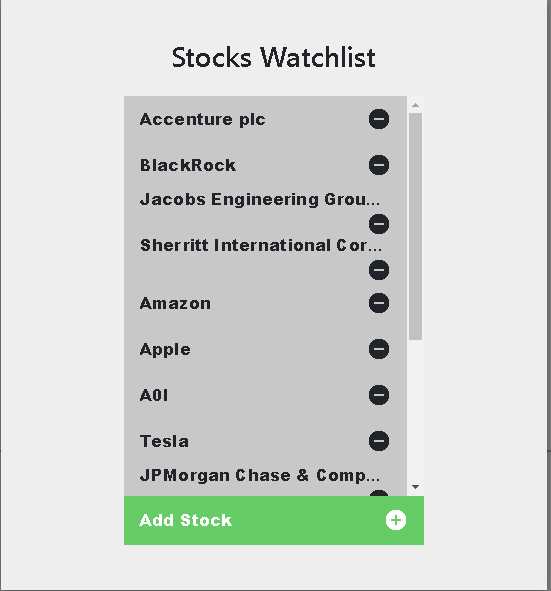 Stocks Watchlist
Accenture plc
BlackRock
Jacobs Engineering Grou...
Sherritt International Cor...
Amazon
Apple
A0I
Tesla
JPMorgan Chase & Comp...
Add Stock